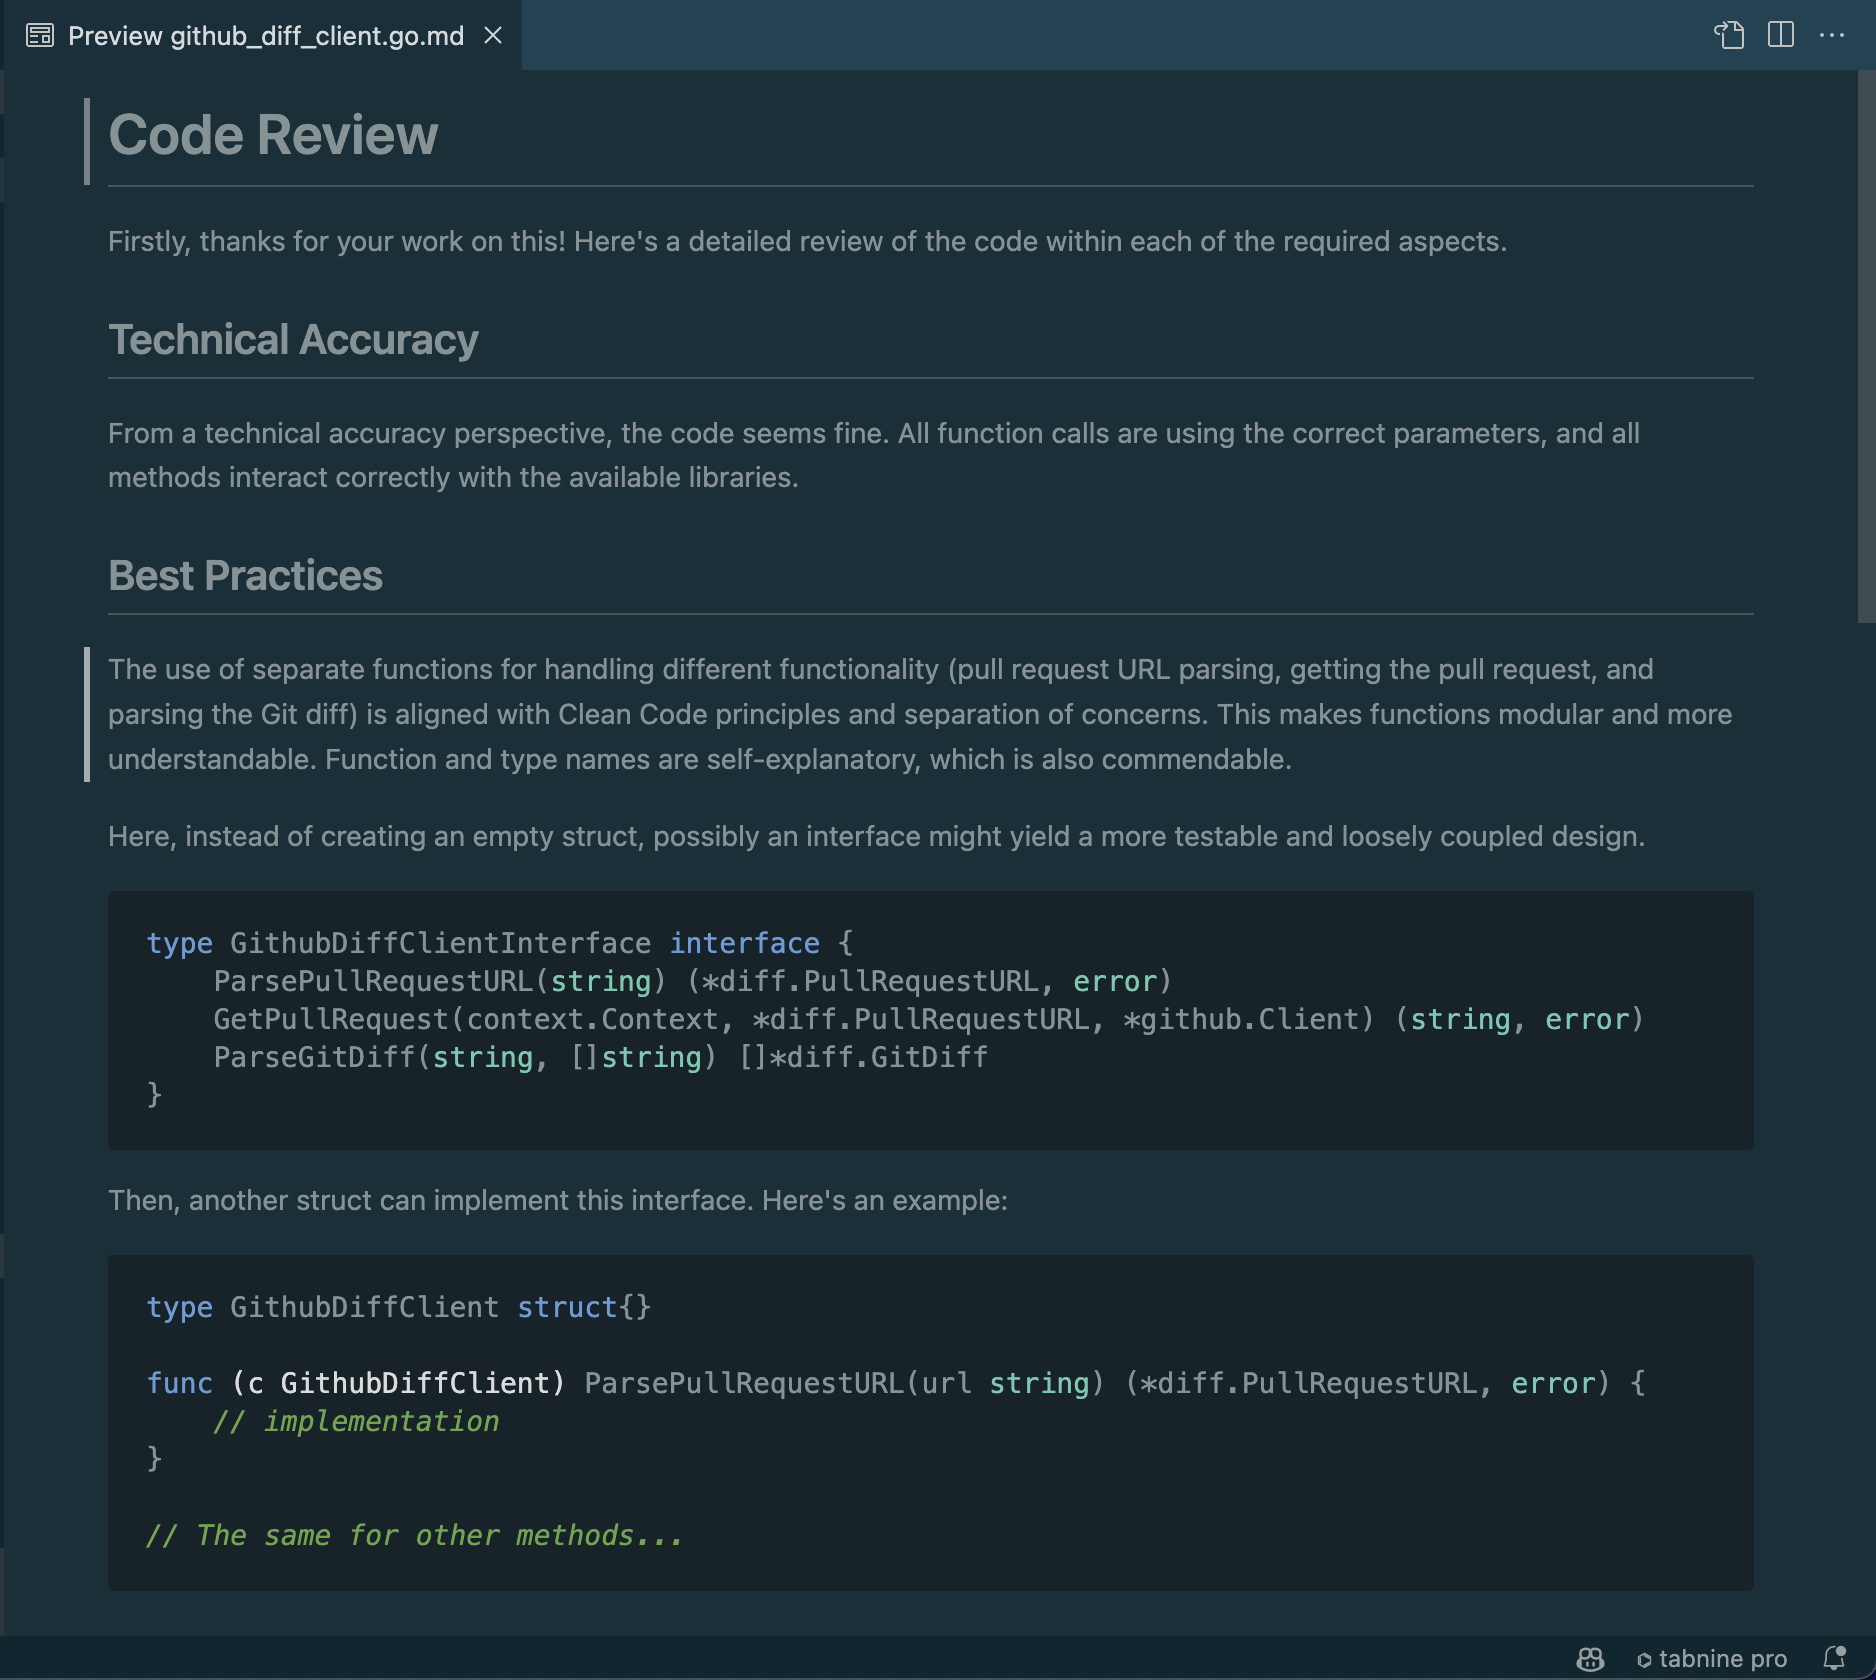 Preview github_diff_client.go.md
Code Review
Firstly, thanks for your work on this! Here's a detailed review of the code within each of the required aspects.
Technical Accuracy
From a technical accuracy perspective, the code seems fine. All function calls are using the correct parameters, and all
methods interact correctly with the available libraries.
Best Practices
The use of separate functions for handling different functionality (pull request URL parsing, getting the pull request, and
parsing the Git diff) is aligned with Clean Code principles and separation of concerns. This makes functions modular and more
understandable. Function and type names are self-explanatory, which is also commendable.
Here, instead of creating an empty struct, possibly an interface might yield a more testable and loosely coupled design.
type GithubDiffClientInterface interface {
    ParsePullRequestURL(string) (*diff.PullRequestURL, error)
    GetPullRequest(context.Context, *diff.PullRequestURL, *github.Client) (string, error)
    ParseGitDiff(string, []string) []*diff.GitDiff
}
Then, another struct can implement this interface. Here's an example:
type GithubDiffClient struct{}
func (c GithubDiffClient) ParsePullRequestURL(url string) (*diff.PullRequestURL, error) {
    // implementation
}
// The same for other methods...
tabnine pro